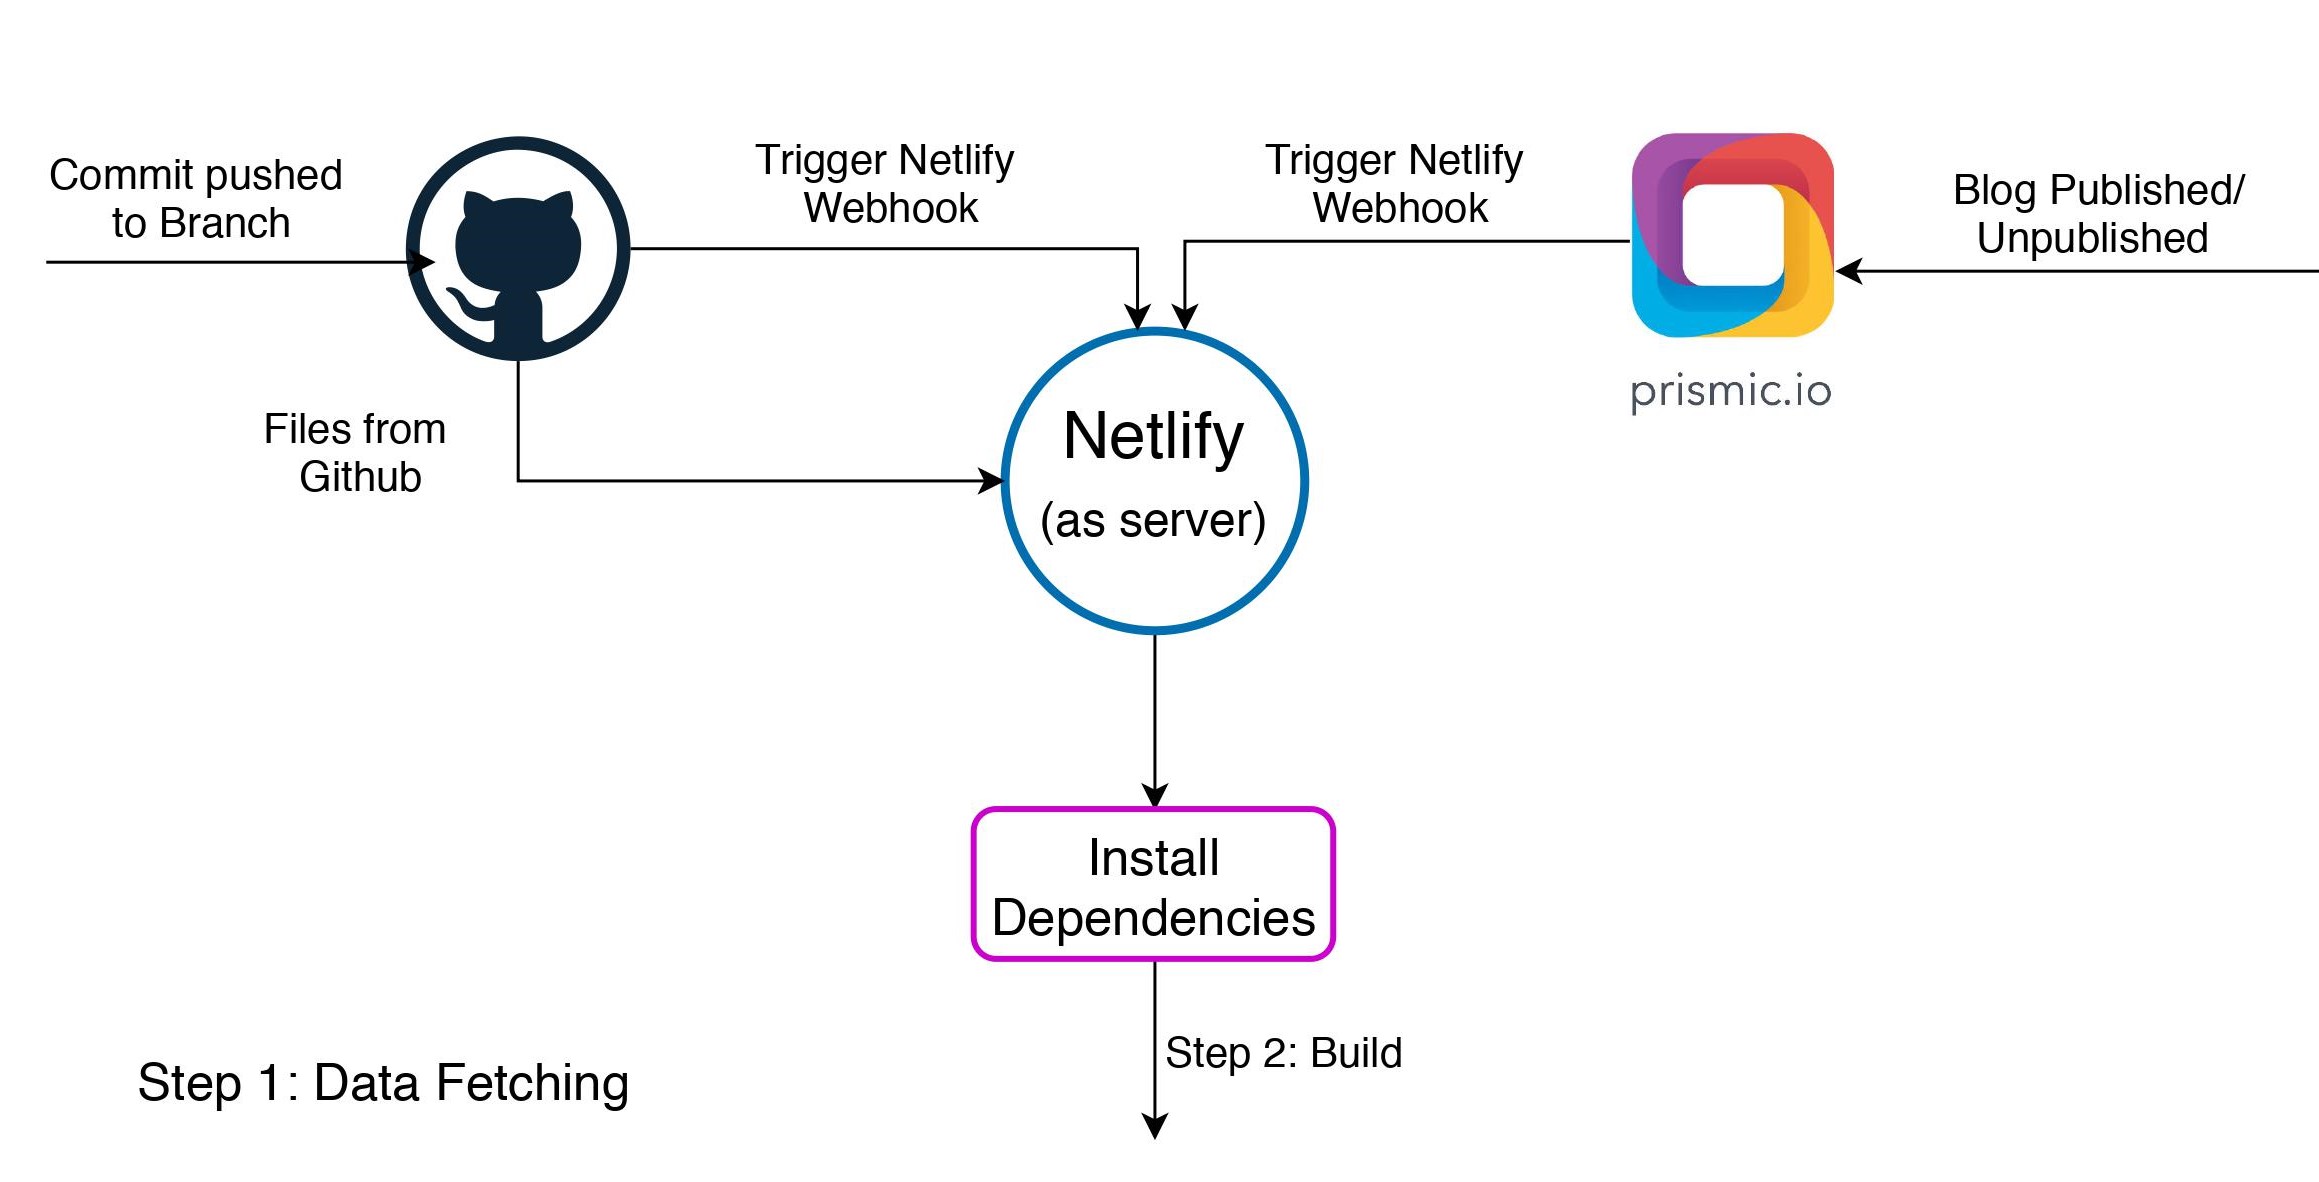 Commit pushed
to Branch
Trigger Netlify
Webhook
Trigger Netlify
Webhook
Blog Published/
Unpublished
prismic.io
Files from
Github
Netlify
(as server)
Install
Dependencies
Step 2: Build
Step 1: Data Fetching